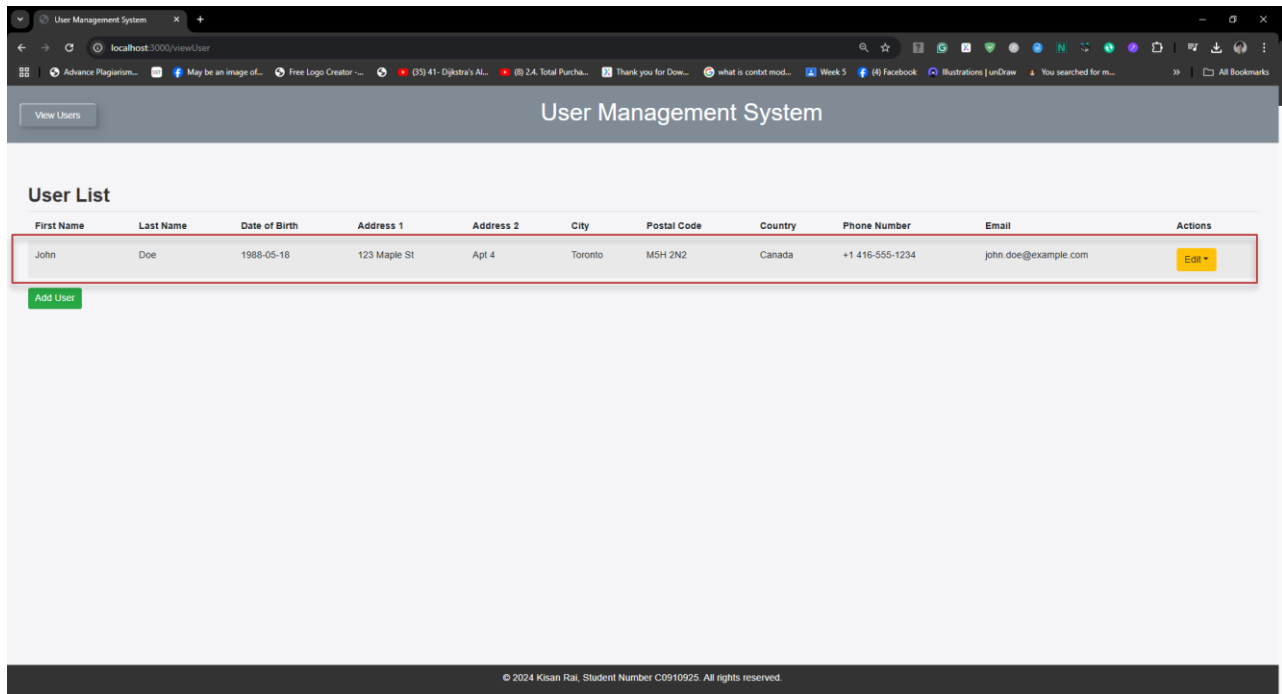 User Management System
localhost:3000/viewUser
Advance Plagiarism... May be an image of... Free Logo Creator -... (35) 41- Dijkstra's Al... (8) 2.4. Total Purcha... Thank you for Dow... what is contxt mod... Week 5 (4) Facebook Illustrations | unDraw You searched for m... » All Bookmarks
View Users
User Management System
User List
First Name Last Name Date of Birth Address 1 Address 2 City Postal Code Country Phone Number Email Actions
John Doe 1988-05-18 123 Maple St Apt 4 Toronto M5H 2N2 Canada +1 416-555-1234 john.doe@example.com Edit
Add User
© 2024 Kisan Rai, Student Number C0910925. All rights reserved.